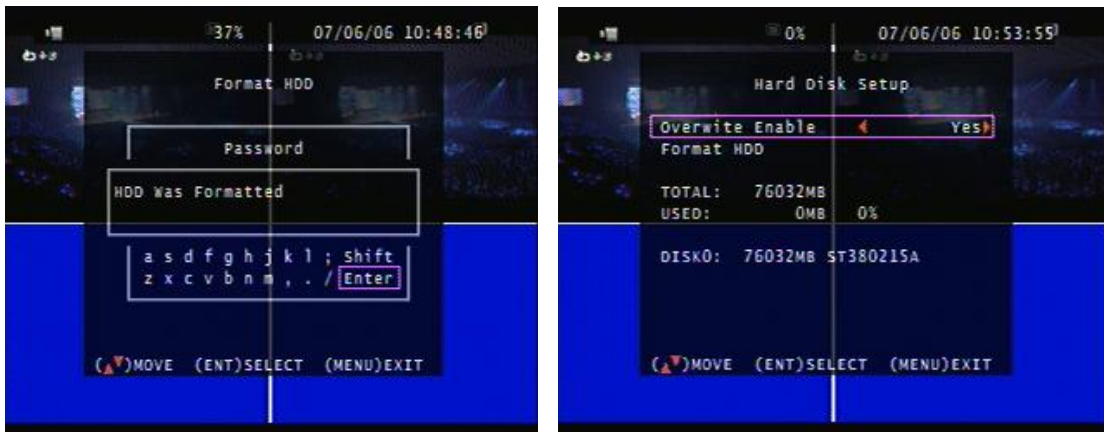 37% 07/06/06 10:48:46
Format HDD
Password
HDD Was Formatted
a s d f g h j k l ; Shift
z x c v b n m , . / Enter
(▲▼)MOVE (ENT)SELECT (MENU)EXIT
0% 07/06/06 10:53:55
Hard Disk Setup
Overwite Enable Yes
Format HDD
TOTAL: 76032MB
USED: 0MB 0%
DISK0: 76032MB ST380215A
(▲▼)MOVE (ENT)SELECT (MENU)EXIT